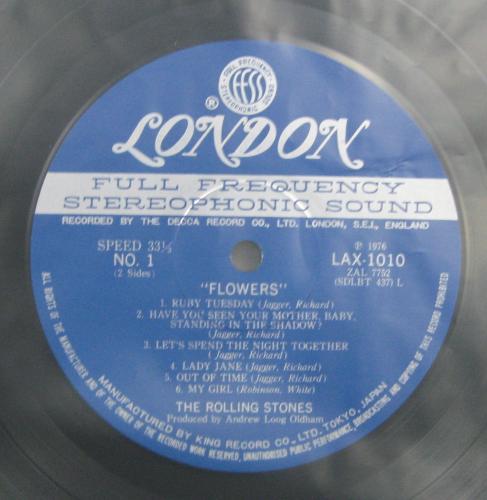 FULL FREQUENCY
ffss
STEREOPHONIC SOUND
®
LONDON
FULL FREQUENCY
STEREOPHONIC SOUND
RECORDED BY THE DECCA RECORD CO., LTD. LONDON, S.E.I., ENGLAND
SPEED 33⅓
NO. 1
(2 Sides)
℗ 1976
LAX-1010
ZAL 7752
(SDLBT 437) L
"FLOWERS"
1. RUBY TUESDAY (Jagger, Richard)
2. HAVE YOU SEEN YOUR MOTHER, BABY,
STANDING IN THE SHADOW?
(Jagger, Richard)
3. LET'S SPEND THE NIGHT TOGETHER
( Jagger, Richard)
4. LADY JANE (Jagger, Richard)
5. OUT OF TIME (Jagger, Richard)
6. MY GIRL (Robinson, White)
THE ROLLING STONES
Produced by Andrew Loog Oldham
MANUFACTURED BY KING RECORD CO., LTD. TOKYO, JAPAN
ALL RIGHTS OF THE MANUFACTURER AND OF THE OWNER OF THE RECORDED WORK RESERVED, UNAUTHORISED PUBLIC PERFORMANCE, BROADCASTING AND COPYING OF THIS RECORD PROHIBITED